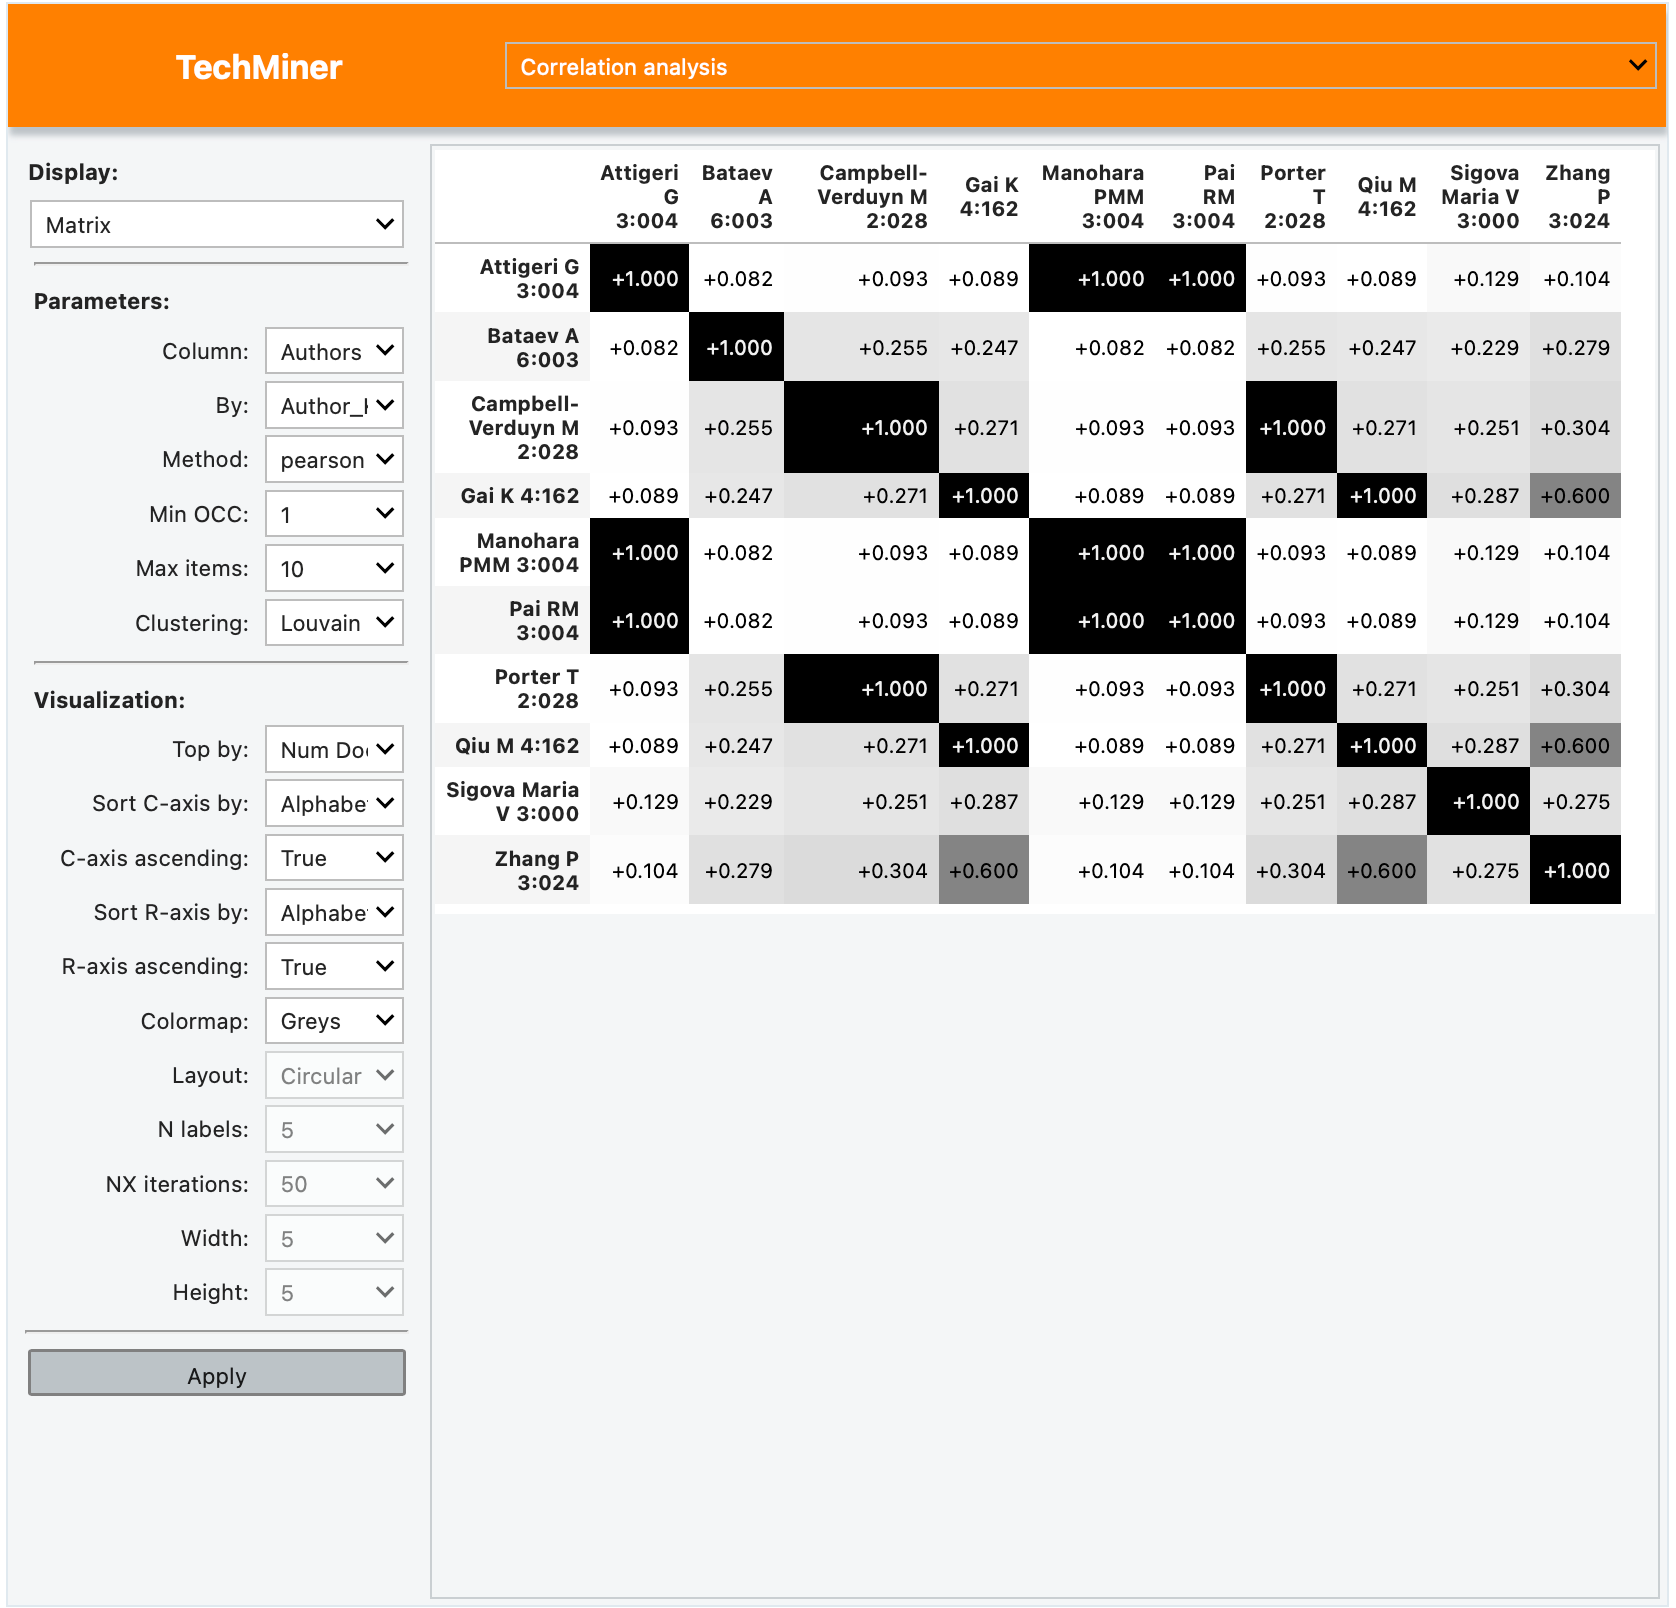 TechMiner
Correlation analysis
Display:
Matrix
Parameters:
Column: Authors
By: Author_
Method: pearson
Min OCC: 1
Max items: 10
Clustering: Louvain
Visualization:
Top by: Num Do
Sort C-axis by: Alphabe
C-axis ascending: True
Sort R-axis by: Alphabe
R-axis ascending: True
Colormap: Greys
Layout: Circular
N labels: 5
NX iterations: 50
Width: 5
Height: 5
Apply
Attigeri G 3:004 Bataev A 6:003 Campbell-Verduyn M 2:028 Gai K 4:162 Manohara PMM 3:004 Pai RM 3:004 Porter T 2:028 Qiu M 4:162 Sigova Maria V 3:000 Zhang P 3:024
Attigeri G 3:004 +1.000 +0.082 +0.093 +0.089 +1.000 +1.000 +0.093 +0.089 +0.129 +0.104
Bataev A 6:003 +0.082 +1.000 +0.255 +0.247 +0.082 +0.082 +0.255 +0.247 +0.229 +0.279
Campbell-Verduyn M 2:028 +0.093 +0.255 +1.000 +0.271 +0.093 +0.093 +1.000 +0.271 +0.251 +0.304
Gai K 4:162 +0.089 +0.247 +0.271 +1.000 +0.089 +0.089 +0.271 +1.000 +0.287 +0.600
Manohara PMM 3:004 +1.000 +0.082 +0.093 +0.089 +1.000 +1.000 +0.093 +0.089 +0.129 +0.104
Pai RM 3:004 +1.000 +0.082 +0.093 +0.089 +1.000 +1.000 +0.093 +0.089 +0.129 +0.104
Porter T 2:028 +0.093 +0.255 +1.000 +0.271 +0.093 +0.093 +1.000 +0.271 +0.251 +0.304
Qiu M 4:162 +0.089 +0.247 +0.271 +1.000 +0.089 +0.089 +0.271 +1.000 +0.287 +0.600
Sigova Maria V 3:000 +0.129 +0.229 +0.251 +0.287 +0.129 +0.129 +0.251 +0.287 +1.000 +0.275
Zhang P 3:024 +0.104 +0.279 +0.304 +0.600 +0.104 +0.104 +0.304 +0.600 +0.275 +1.000